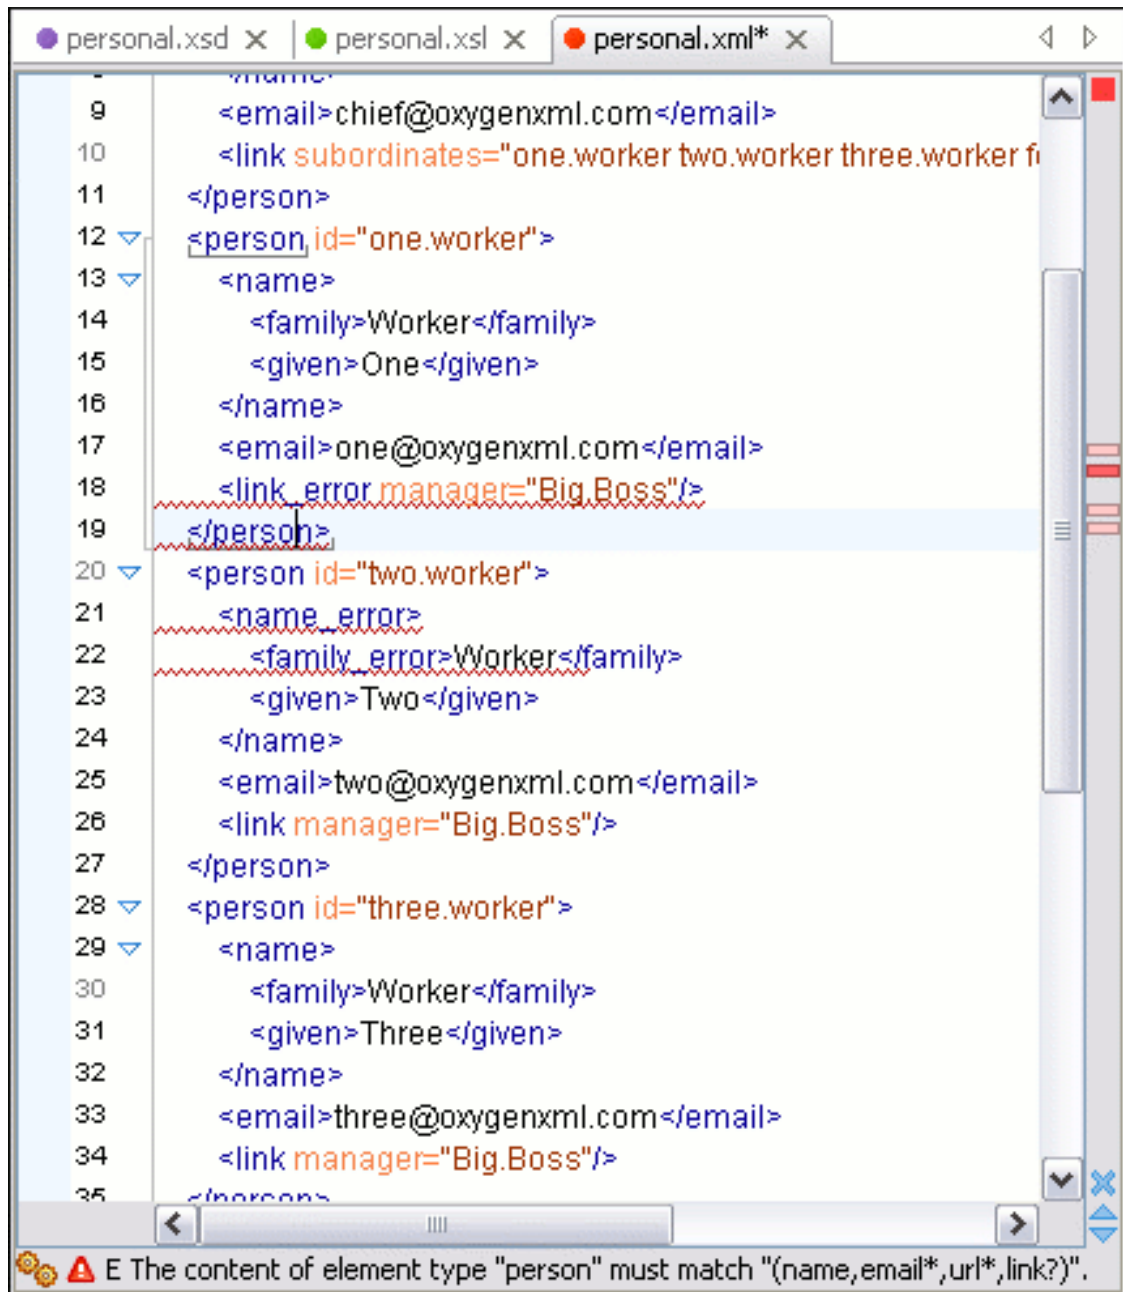 personal.xsd personal.xsl personal.xml*
9 <email>chief@oxygenxml.com</email>
10 <link subordinates="one.worker two.worker three.worker
11 </person>
12 <person id="one.worker">
13 <name>
14 <family>Worker</family>
15 <given>One</given>
16 </name>
17 <email>one@oxygenxml.com</email>
18 <link_error manager="Big.Boss"/>
19 </person>
20 <person id="two.worker">
21 <name_error>
22 <family_error>Worker</family>
23 <given>Two</given>
24 </name>
25 <email>two@oxygenxml.com</email>
26 <link manager="Big.Boss"/>
27 </person>
28 <person id="three.worker">
29 <name>
30 <family>Worker</family>
31 <given>Three</given>
32 </name>
33 <email>three@oxygenxml.com</email>
34 <link manager="Big.Boss"/>
35 </person>
E The content of element type "person" must match "(name,email*,url*,link?)".